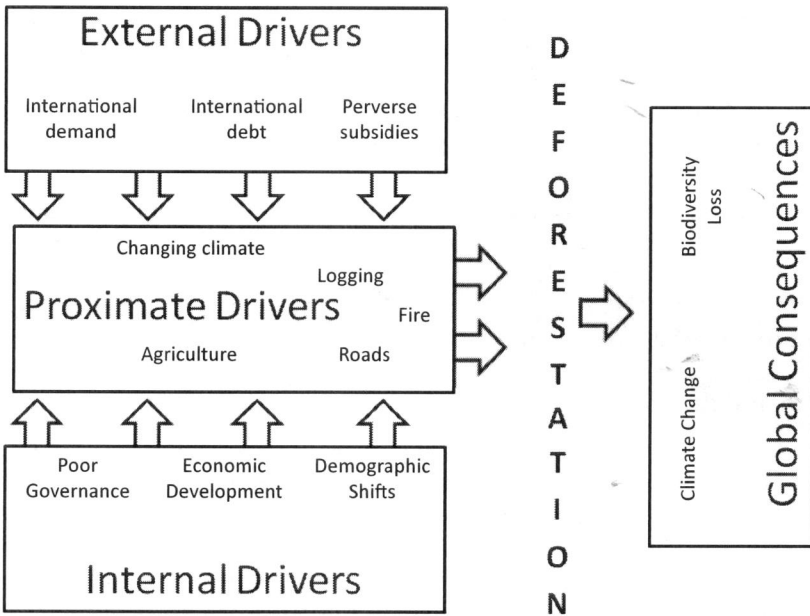 External Drivers
International demand
International debt
Perverse subsidies
Changing climate
Logging
Proximate Drivers
Fire
Agriculture
Roads
Poor Governance
Economic Development
Demographic Shifts
Internal Drivers
DEFORESTATION
Biodiversity Loss
Climate Change
Global Consequences